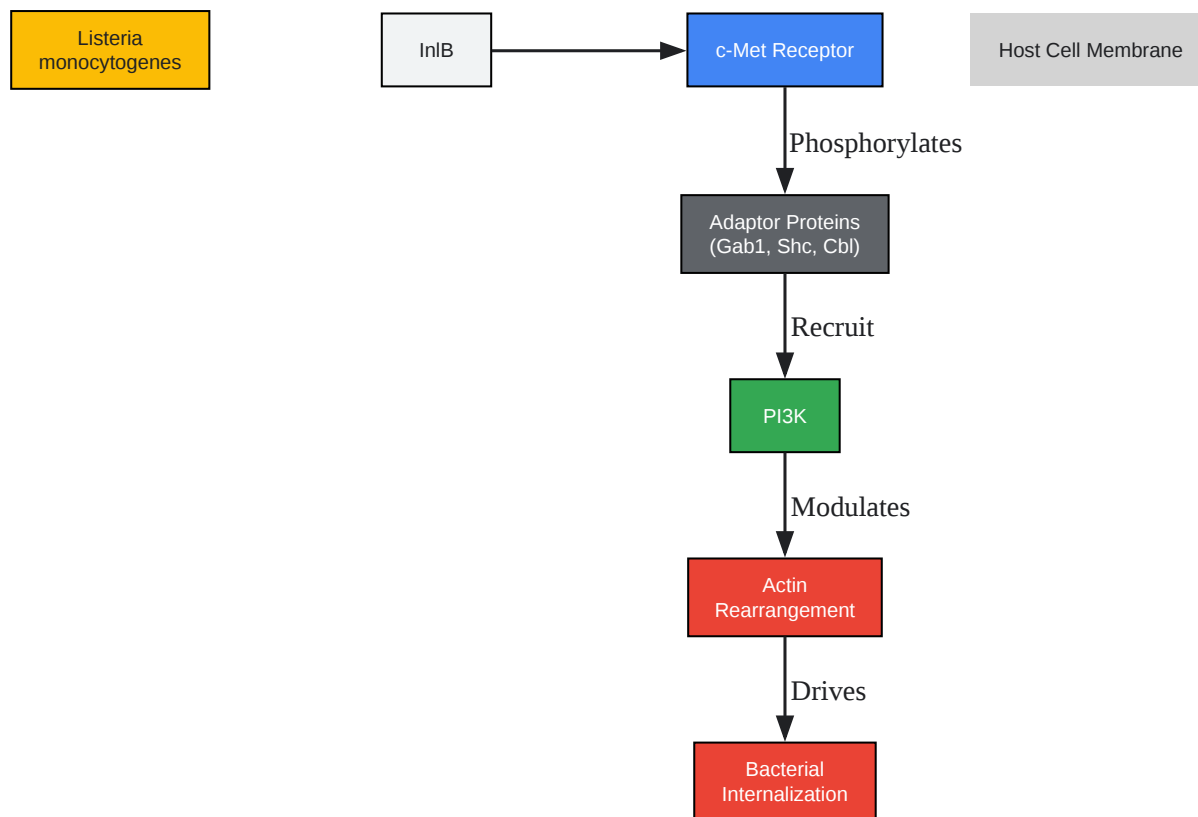 Listeria
monocytogenes
InlB
c-Met Receptor
Host Cell Membrane
Phosphorylates
Adaptor Proteins
(Gab1, Shc, Cbl)
Recruit
PI3K
Modulates
Actin
Rearrangement
Drives
Bacterial
Internalization